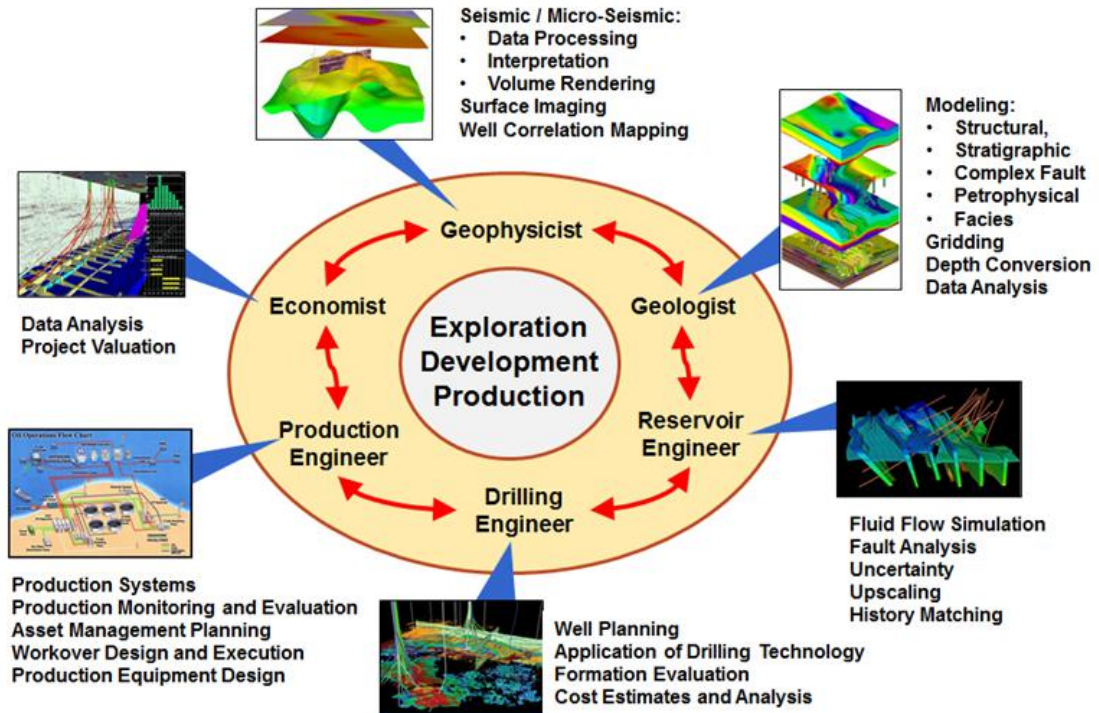 Seismic / Micro-Seismic:
• Data Processing
• Interpretation
• Volume Rendering
Surface Imaging
Well Correlation Mapping
Modeling:
• Structural,
• Stratigraphic
• Complex Fault
• Petrophysical
• Facies
Gridding
Depth Conversion
Data Analysis
Geophysicist
Economist
Geologist
Exploration
Development
Production
Data Analysis
Project Valuation
Production
Engineer
Reservoir
Engineer
Drilling
Engineer
Oil Operations Flow Chart
Fluid Flow Simulation
Fault Analysis
Uncertainty
Upscaling
History Matching
Production Systems
Production Monitoring and Evaluation
Asset Management Planning
Workover Design and Execution
Production Equipment Design
Well Planning
Application of Drilling Technology
Formation Evaluation
Cost Estimates and Analysis